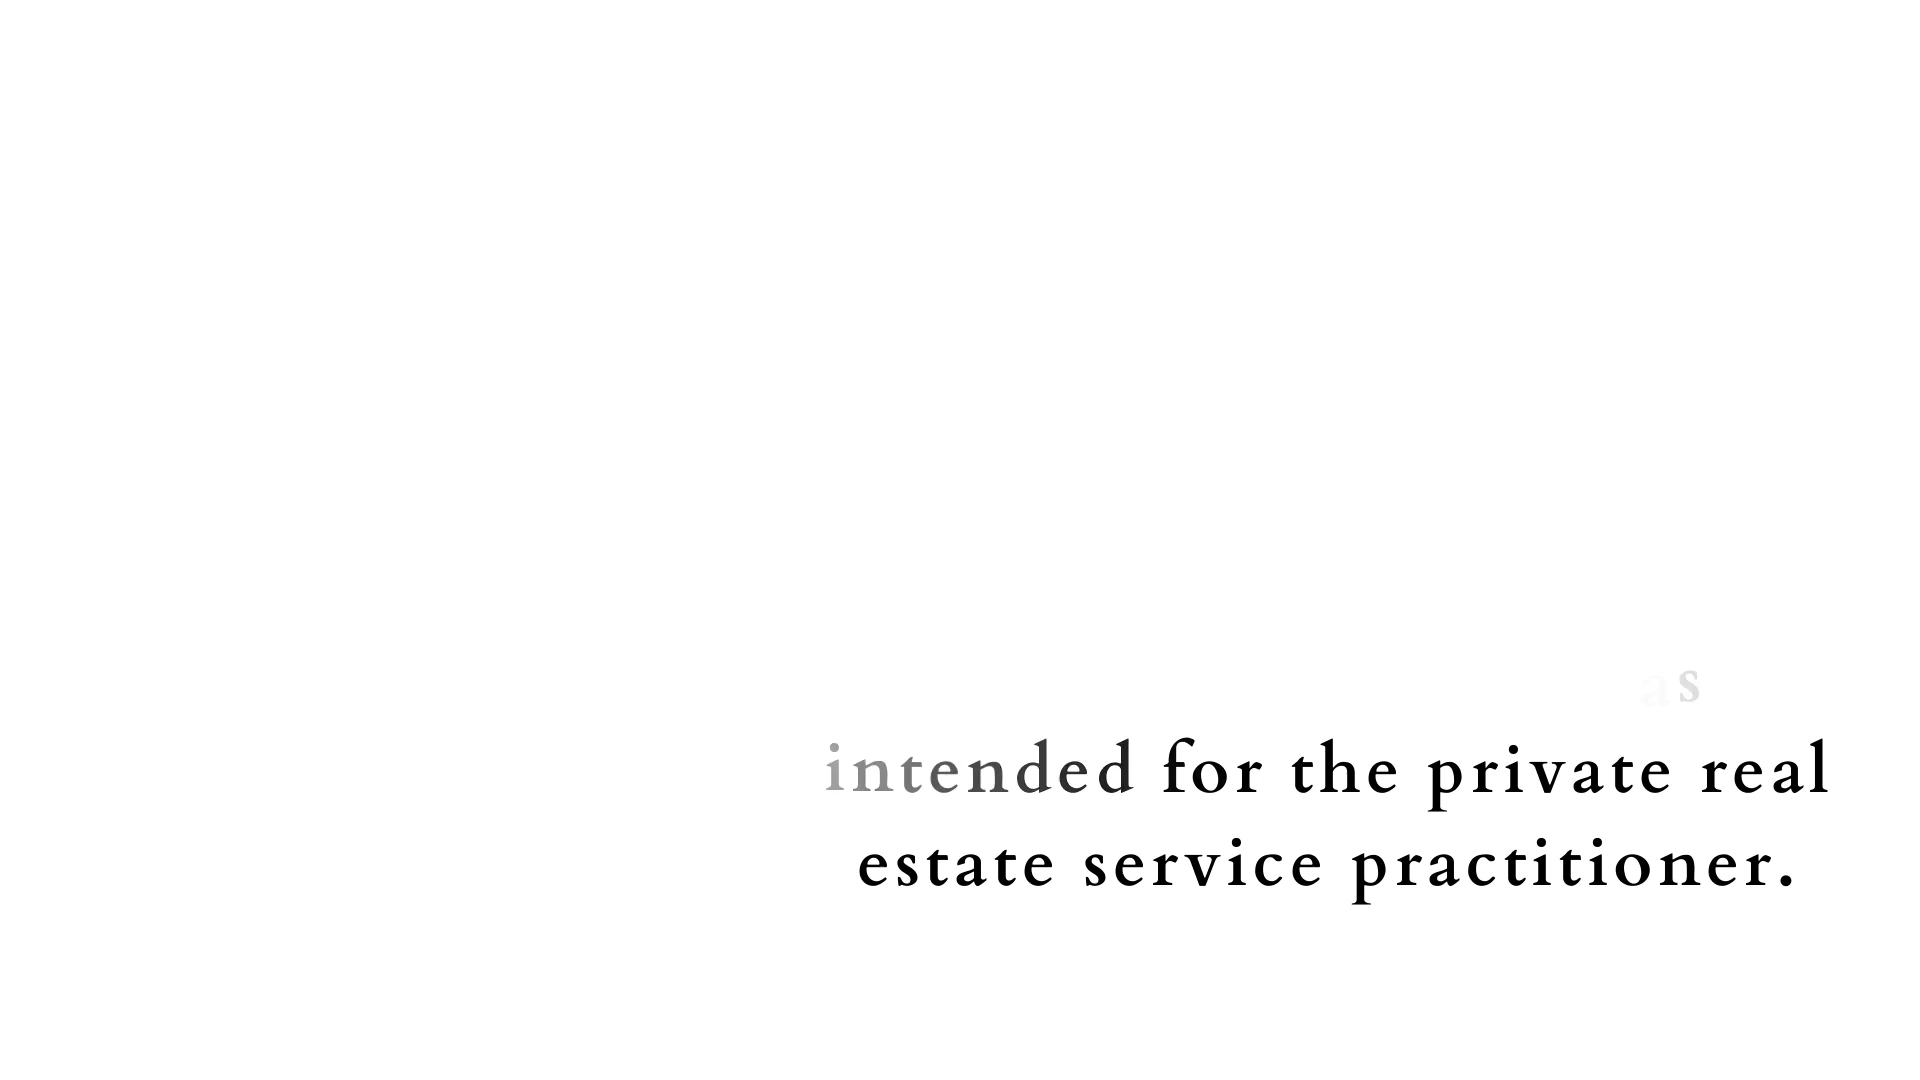 as
intended for the private real
estate service practitioner.